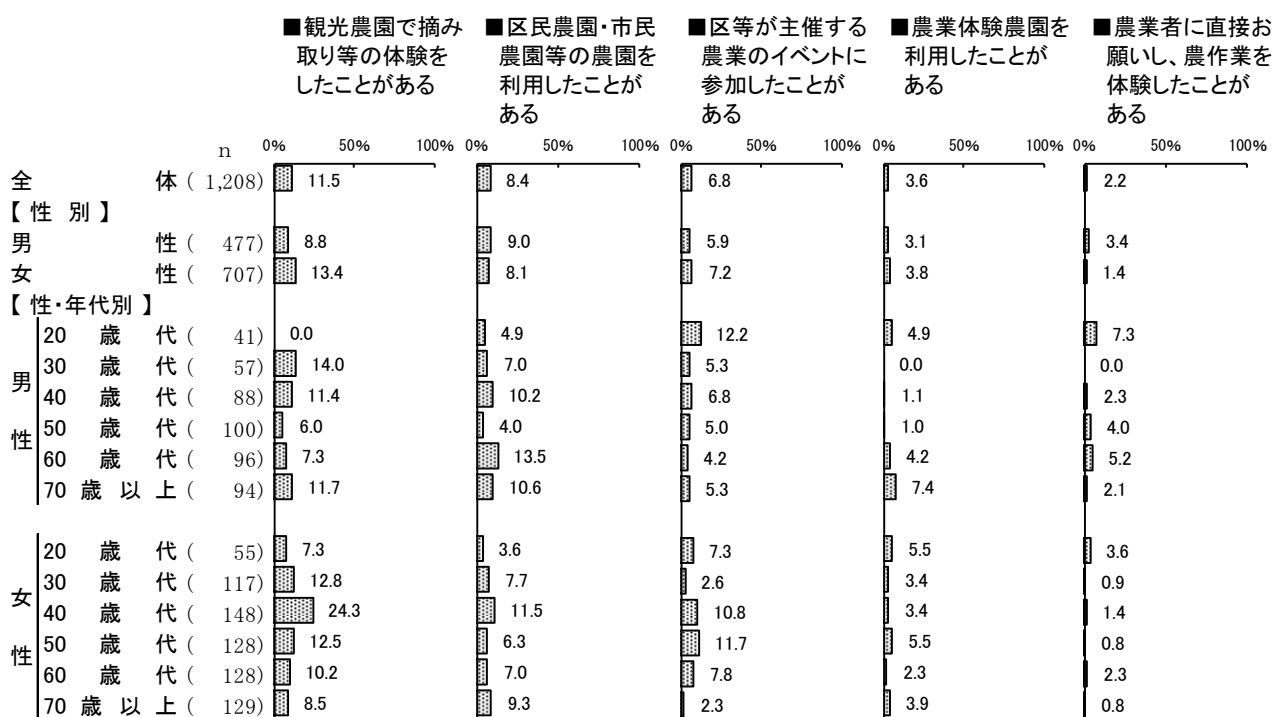 ■観光農園で摘み
取り等の体験を
したことがある
■区民農園・市民
農園等の農園を
利用したことが
ある
■区等が主催する
農業のイベントに
参加したことが
ある
■農業体験農園を
利用したことが
ある
■農業者に直接お
願いし、農作業を
体験したことが
ある
n 0% 50% 100% 0% 50% 100% 0% 50% 100% 0% 50% 100% 0% 50% 100%
全体 ( 1,208) 11.5 8.4 6.8 3.6 2.2
【 性 別 】
男性 ( 477) 8.8 9.0 5.9 3.1 3.4
女性 ( 707) 13.4 8.1 7.2 3.8 1.4
【 性・年代別 】
男性
20 歳代 ( 41) 0.0 4.9 12.2 4.9 7.3
30 歳代 ( 57) 14.0 7.0 5.3 0.0 0.0
40 歳代 ( 88) 11.4 10.2 6.8 1.1 2.3
50 歳代 ( 100) 6.0 4.0 5.0 1.0 4.0
60 歳代 ( 96) 7.3 13.5 4.2 4.2 5.2
70 歳以上 ( 94) 11.7 10.6 5.3 7.4 2.1
女性
20 歳代 ( 55) 7.3 3.6 7.3 5.5 3.6
30 歳代 ( 117) 12.8 7.7 2.6 3.4 0.9
40 歳代 ( 148) 24.3 11.5 10.8 3.4 1.4
50 歳代 ( 128) 12.5 6.3 11.7 5.5 0.8
60 歳代 ( 128) 10.2 7.0 7.8 2.3 2.3
70 歳以上 ( 129) 8.5 9.3 2.3 3.9 0.8